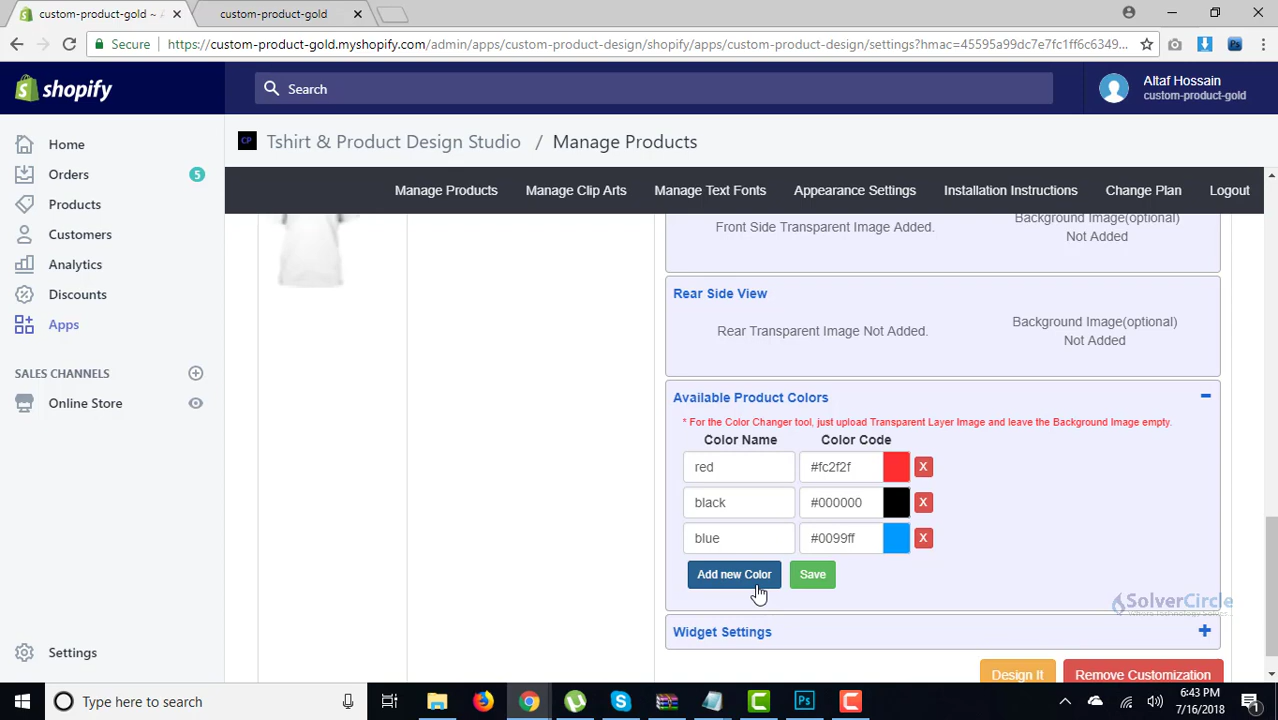 custom-product-gold ~
custom-product-gold
Secure
https://custom-product-gold.myshopify.com/admin/apps/custom-product-design/shopify/apps/custom-product-design/settings?hmac=45595a99dc7e7fc1ff6c6349...
shopify
Search
Altaf Hossain
custom-product-gold
CP
Tshirt & Product Design Studio / Manage Products
Manage Products
Manage Clip Arts
Manage Text Fonts
Appearance Settings
Installation Instructions
Change Plan
Logout
Home
Orders
5
Products
Customers
Analytics
Discounts
Apps
SALES CHANNELS
Online Store
Settings
Front Side Transparent Image Added.
Background Image(optional)
Not Added
Rear Side View
Rear Transparent Image Not Added.
Background Image(optional)
Not Added
Available Product Colors
* For the Color Changer tool, just upload Transparent Layer Image and leave the Background Image empty.
Color Name
Color Code
red
#fc2f2f
X
black
#000000
X
blue
#0099ff
X
Add new Color
Save
SolverCircle
Where Technology Solver...
Widget Settings
Design It
Remove Customization
Type here to search
6:43 PM
7/16/2018
1